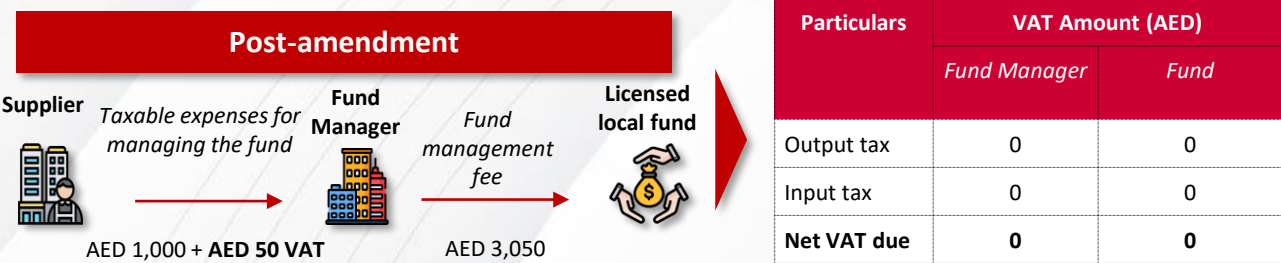 Post-amendment
Supplier
Taxable expenses for
managing the fund
Fund
Manager
Fund
management
fee
Licensed
local fund
$
AED 1,000 + AED 50 VAT
AED 3,050
Particulars VAT Amount (AED)
Fund Manager Fund
Output tax 0 0
Input tax 0 0
Net VAT due 0 0